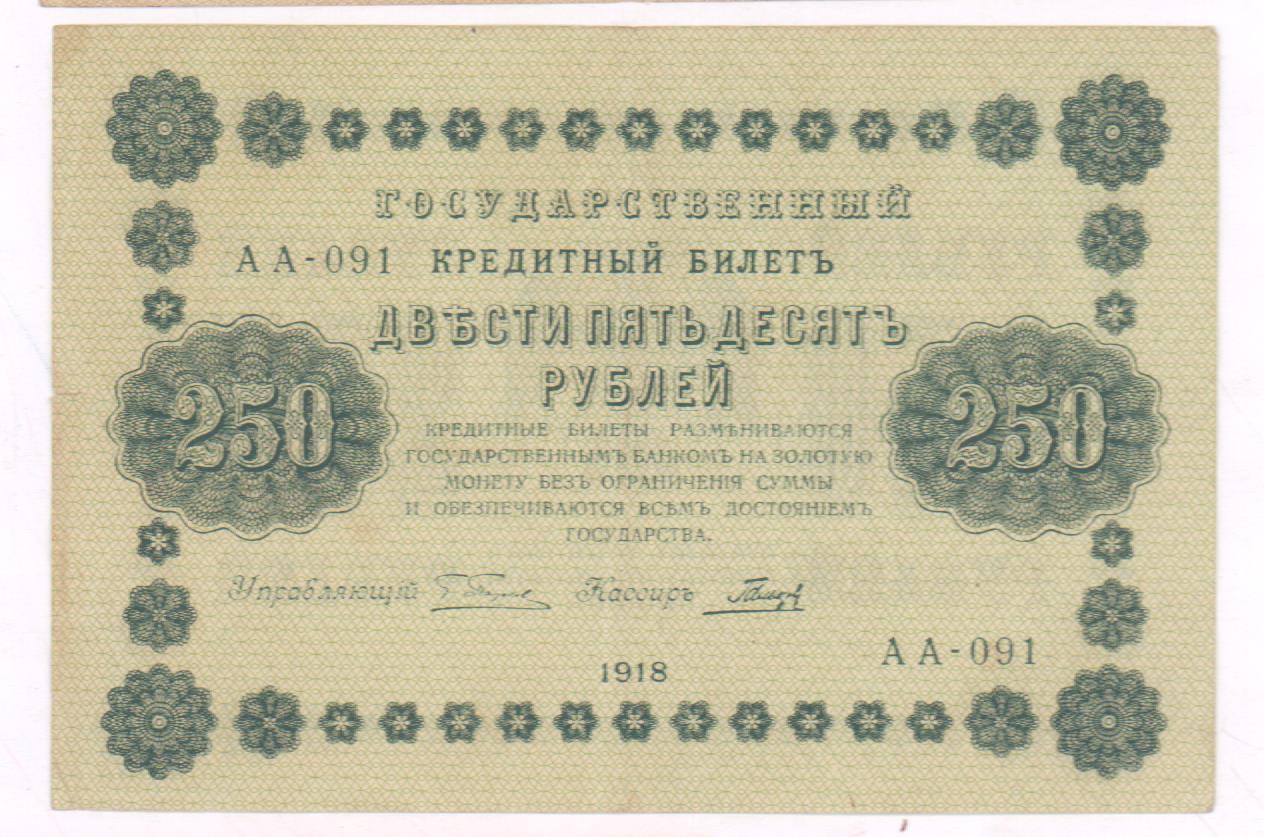 ГОСУДАРСТВЕННЫЙ
АА-091 КРЕДИТНЫЙ БИЛЕТЪ
ДВѢСТИ ПЯТЬДЕСЯТЪ
РУБЛЕЙ
250
250
КРЕДИТНЫЕ БИЛЕТЫ РАЗМѢНИВАЮТСЯ
ГОСУДАРСТВЕННЫМЪ БАНКОМЪ НА ЗОЛОТУЮ
МОНЕТУ БЕЗЪ ОГРАНИЧЕНІЯ СУММЫ
И ОБЕЗПЕЧИВАЮТСЯ ВСѢМЪ ДОСТОЯНІЕМЪ
ГОСУДАРСТВА.
Управляющій Кассиръ
АА-091
1918